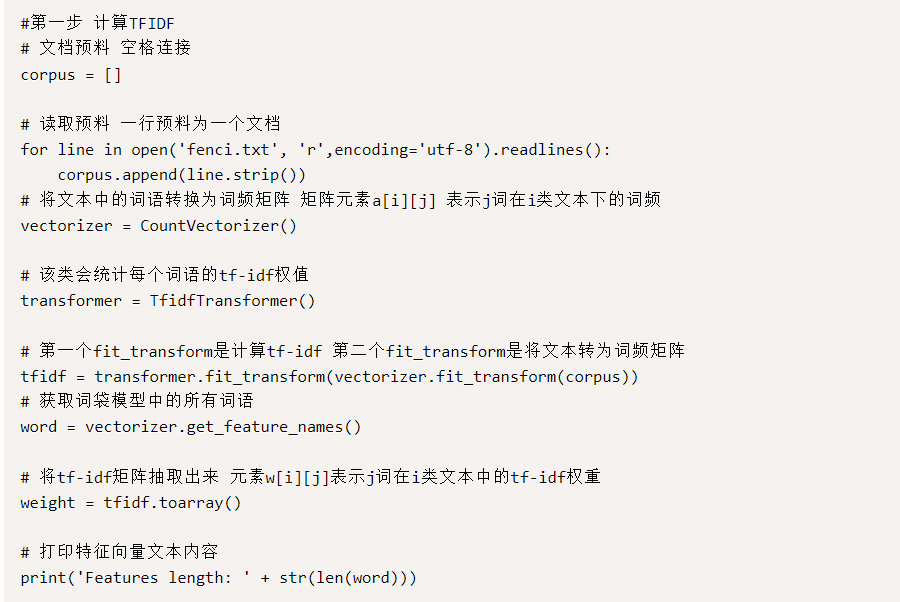 #第一步 计算TFIDF
# 文档预料 空格连接
corpus = []
# 读取预料 一行预料为一个文档
for line in open('fenci.txt', 'r',encoding='utf-8').readlines():
    corpus.append(line.strip())
# 将文本中的词语转换为词频矩阵 矩阵元素a[i][j] 表示j词在i类文本下的词频
vectorizer = CountVectorizer()
# 该类会统计每个词语的tf-idf权值
transformer = TfidfTransformer()
# 第一个fit_transform是计算tf-idf 第二个fit_transform是将文本转为词频矩阵
tfidf = transformer.fit_transform(vectorizer.fit_transform(corpus))
# 获取词袋模型中的所有词语
word = vectorizer.get_feature_names()
# 将tf-idf矩阵抽取出来 元素w[i][j]表示j词在i类文本中的tf-idf权重
weight = tfidf.toarray()
# 打印特征向量文本内容
print('Features length: ' + str(len(word)))